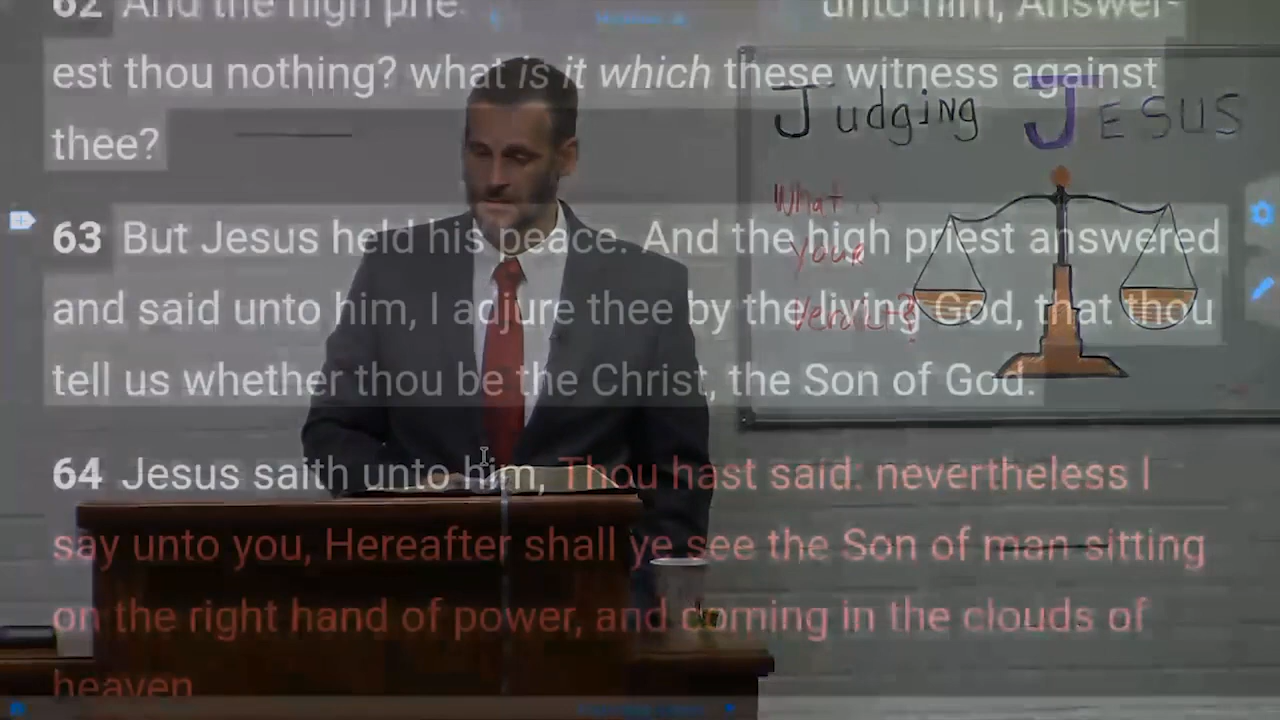 62 And the high prie unto him, Answer-
est thou nothing? what is it which these witness against
thee?
63 But Jesus held his peace. And the high priest answered
and said unto him, I adjure thee by the living God, that thou
tell us whether thou be the Christ, the Son of God.
64 Jesus saith unto him, Thou hast said: nevertheless I
say unto you, Hereafter shall ye see the Son of man sitting
on the right hand of power, and coming in the clouds of
heaven
Judging JESUS
What is
your
Verdict?